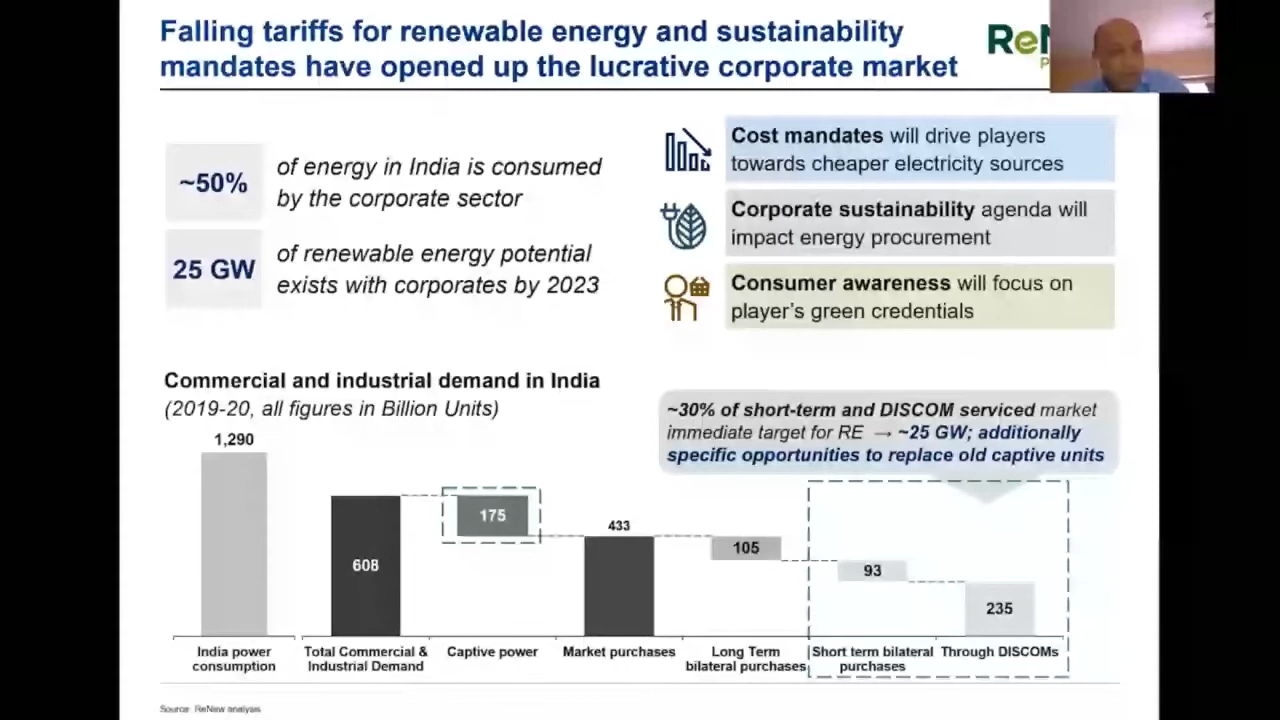 Falling tariffs for renewable energy and sustainability
mandates have opened up the lucrative corporate market
~50%
of energy in India is consumed
by the corporate sector
25 GW
of renewable energy potential
exists with corporates by 2023
Cost mandates will drive players
towards cheaper electricity sources
Corporate sustainability agenda will
impact energy procurement
Consumer awareness will focus on
player's green credentials
Commercial and industrial demand in India
(2019-20, all figures in Billion Units)
~30% of short-term and DISCOM serviced market
immediate target for RE → ~25 GW; additionally
specific opportunities to replace old captive units
1,290
608
175
433
105
93
235
India power
consumption
Total Commercial &
Industrial Demand
Captive power
Market purchases
Long Term
bilateral purchases
Short term bilateral
purchases
Through DISCOMs
Source: ReNew analysis